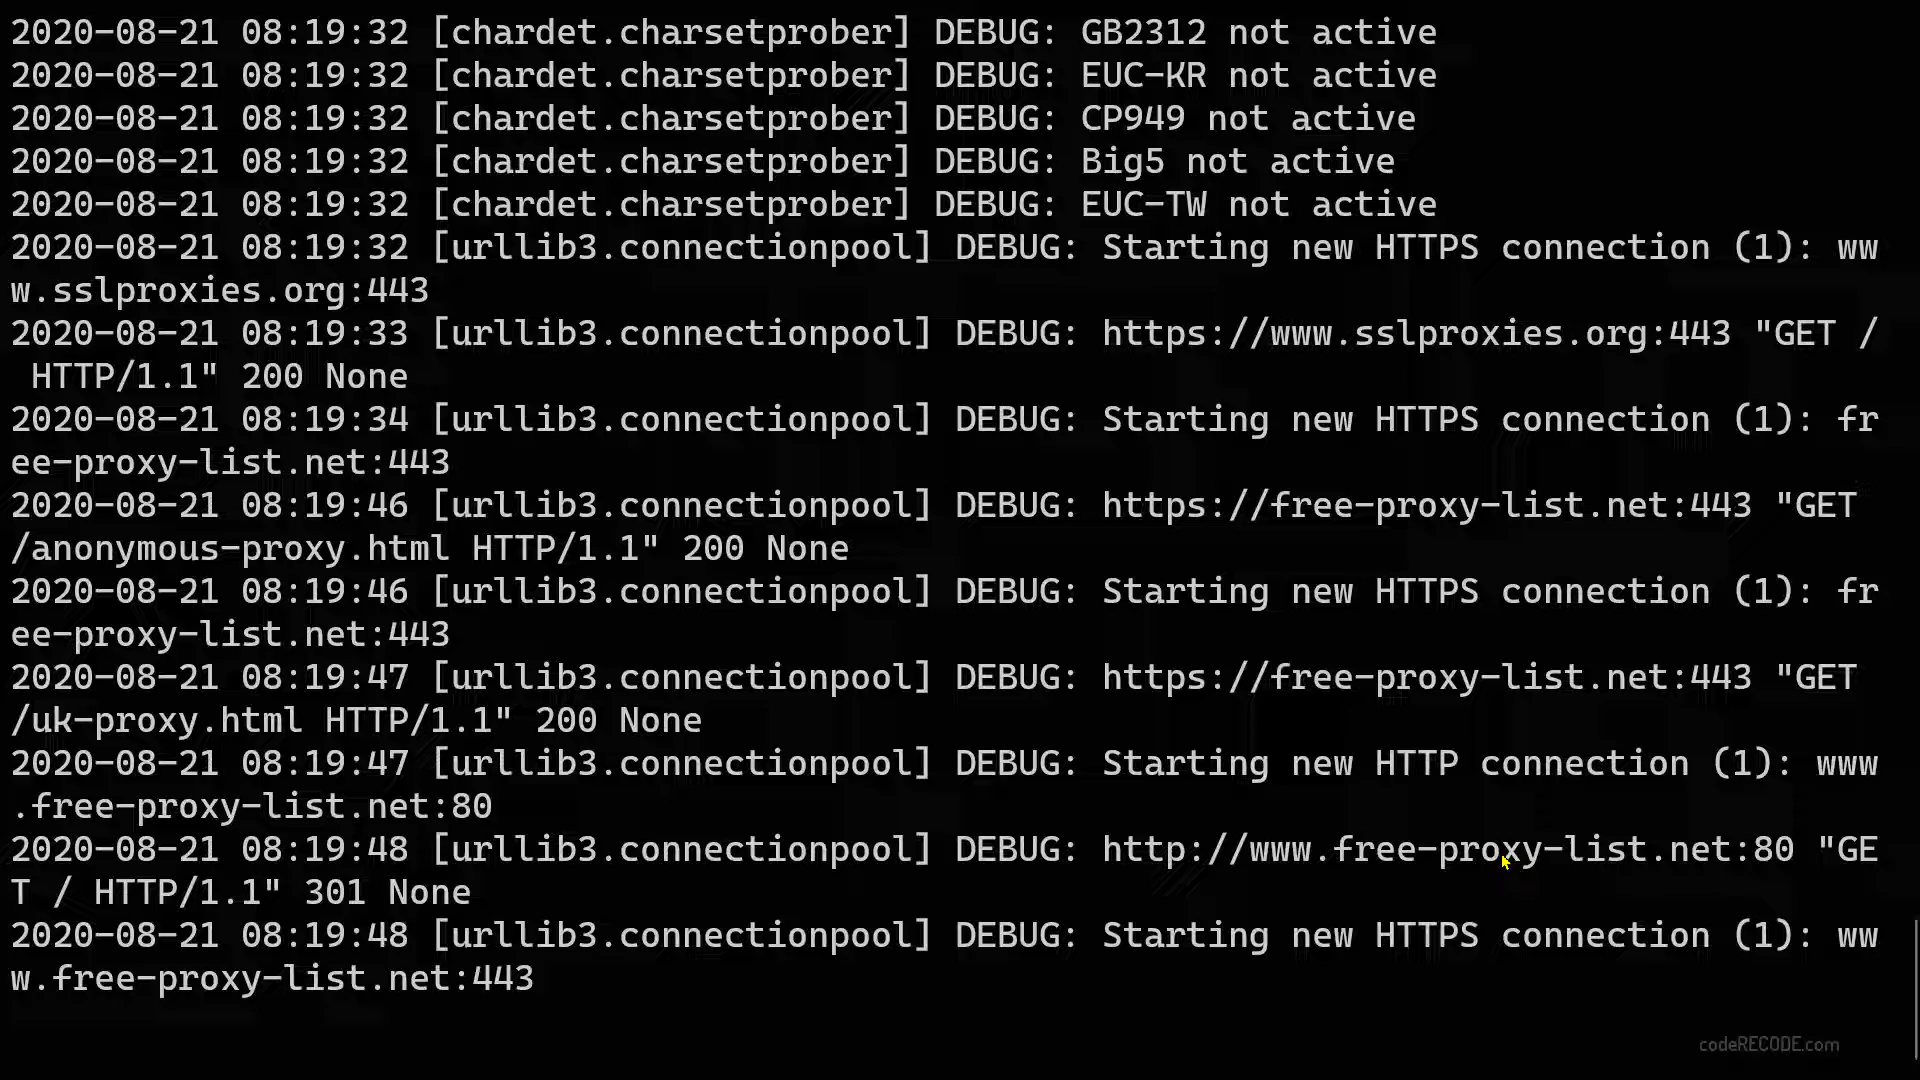 2020-08-21 08:19:32 [chardet.charsetprober] DEBUG: GB2312 not active
2020-08-21 08:19:32 [chardet.charsetprober] DEBUG: EUC-KR not active
2020-08-21 08:19:32 [chardet.charsetprober] DEBUG: CP949 not active
2020-08-21 08:19:32 [chardet.charsetprober] DEBUG: Big5 not active
2020-08-21 08:19:32 [chardet.charsetprober] DEBUG: EUC-TW not active
2020-08-21 08:19:32 [urllib3.connectionpool] DEBUG: Starting new HTTPS connection (1): ww
w.sslproxies.org:443
2020-08-21 08:19:33 [urllib3.connectionpool] DEBUG: https://www.sslproxies.org:443 "GET /
 HTTP/1.1" 200 None
2020-08-21 08:19:34 [urllib3.connectionpool] DEBUG: Starting new HTTPS connection (1): fr
ee-proxy-list.net:443
2020-08-21 08:19:46 [urllib3.connectionpool] DEBUG: https://free-proxy-list.net:443 "GET
/anonymous-proxy.html HTTP/1.1" 200 None
2020-08-21 08:19:46 [urllib3.connectionpool] DEBUG: Starting new HTTPS connection (1): fr
ee-proxy-list.net:443
2020-08-21 08:19:47 [urllib3.connectionpool] DEBUG: https://free-proxy-list.net:443 "GET
/uk-proxy.html HTTP/1.1" 200 None
2020-08-21 08:19:47 [urllib3.connectionpool] DEBUG: Starting new HTTP connection (1): www
.free-proxy-list.net:80
2020-08-21 08:19:48 [urllib3.connectionpool] DEBUG: http://www.free-proxy-list.net:80 "GE
T / HTTP/1.1" 301 None
2020-08-21 08:19:48 [urllib3.connectionpool] DEBUG: Starting new HTTPS connection (1): ww
w.free-proxy-list.net:443
codeRECODE.com